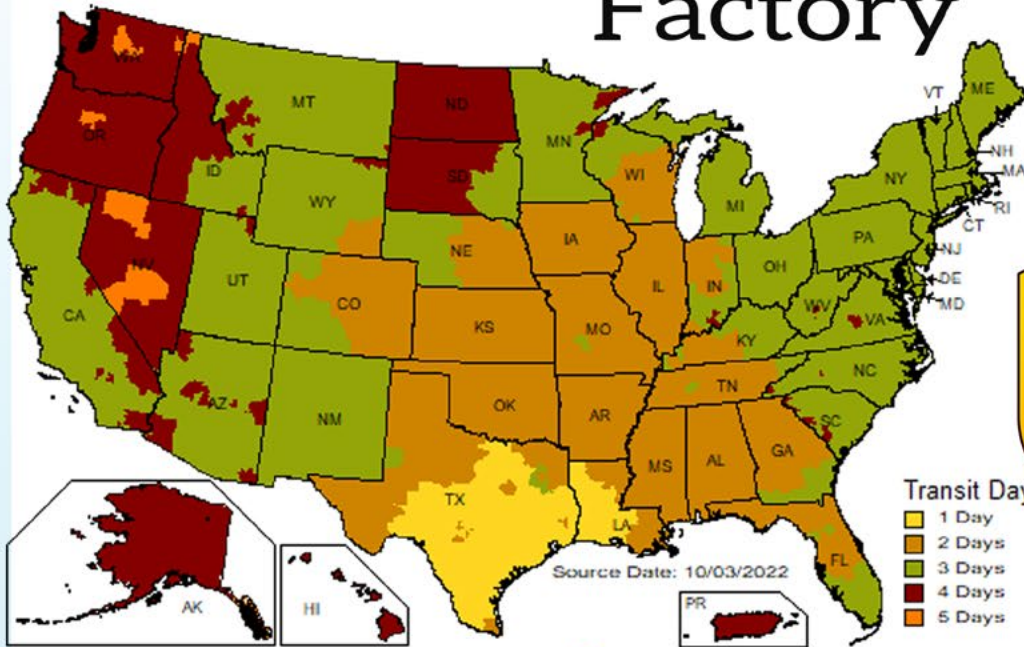 Factory
WA
MT
ND
VT
ME
OR
MN
NH
ID
SD
WI
NY
MA
WY
MI
RI
CT
NE
IA
PA
NJ
NV
UT
IL
IN
OH
DE
CO
MD
CA
KS
MO
WV
VA
KY
NC
AZ
NM
OK
AR
TN
SC
MS
AL
GA
TX
LA
Transit Day
1 Day
2 Days
FL
3 Days
4 Days
5 Days
Source Date: 10/03/2022
AK
HI
PR